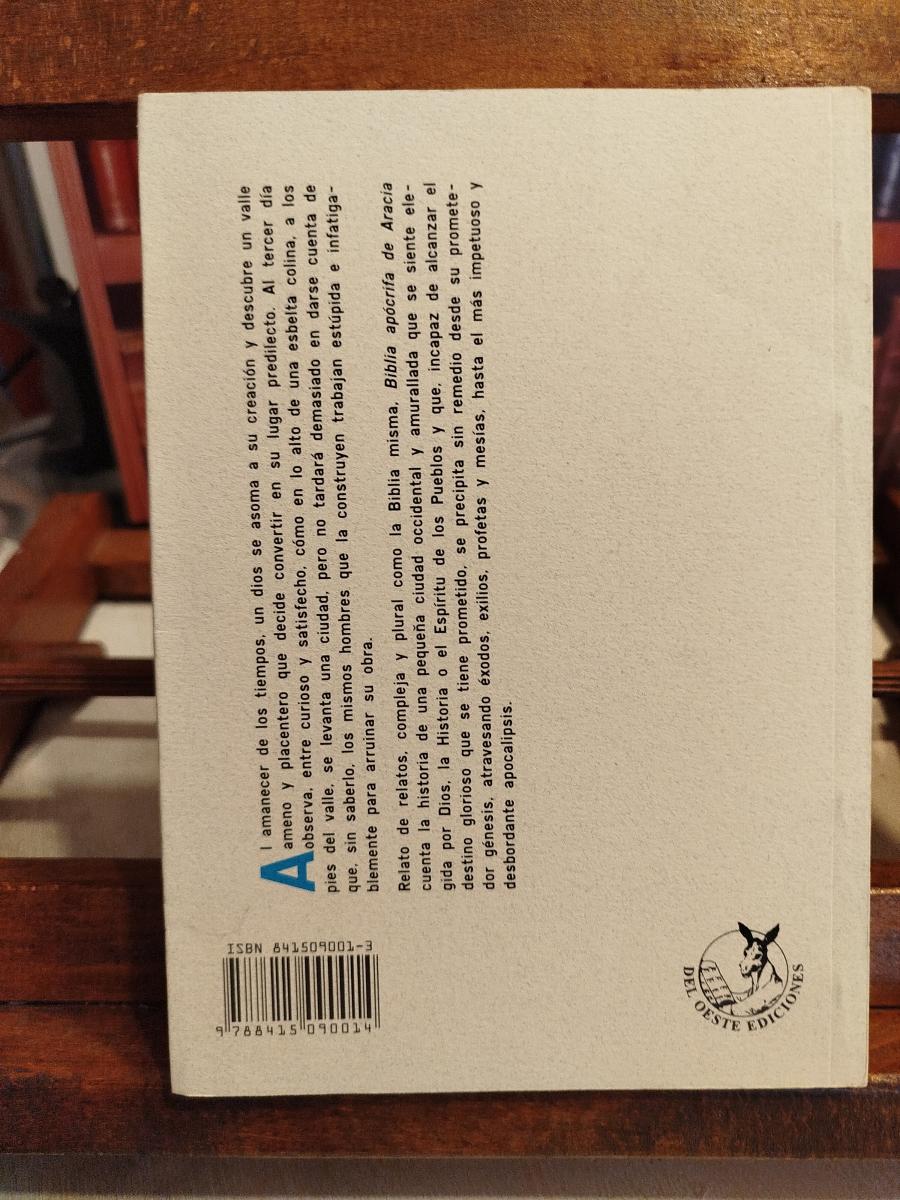 Al amanecer de los tiempos, un dios se asoma a su creación y descubre un valle
ameno y placentero que decide convertir en su lugar predilecto. Al tercer día
observa, entre curioso y satisfecho, cómo en lo alto de una esbelta colina, a los
pies del valle, se levanta una ciudad, pero no tardará demasiado en darse cuenta de
que, sin saberlo, los mismos hombres que la construyen trabajan estúpida e infatiga-
blemente para arruinar su obra.
Relato de relatos, compleja y plural como la Biblia misma, Biblia apócrifa de Aracia
cuenta la historia de una pequeña ciudad occidental y amurallada que se siente ele-
gida por Dios, la Historia o el Espíritu de los Pueblos y que, incapaz de alcanzar el
destino glorioso que se tiene prometido, se precipita sin remedio desde su promete-
dor génesis, atravesando éxodos, exilios, profetas y mesías, hasta el más impetuoso y
desbordante apocalipsis.
ISBN 841509001-3
9 788415 090014
DEL OESTE EDICIONES